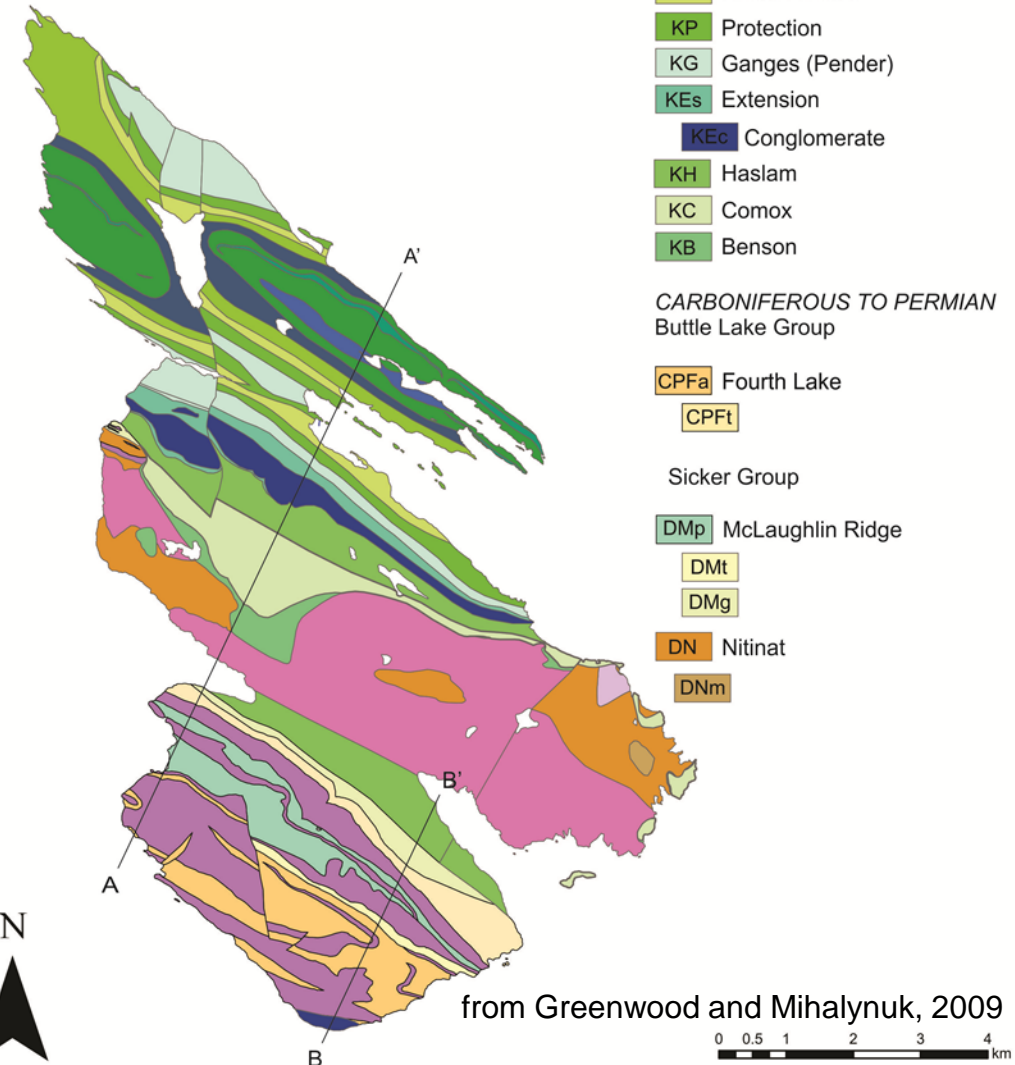 KP Protection
KG Ganges (Pender)
KEs Extension
KEc Conglomerate
KH Haslam
KC Comox
KB Benson
CARBONIFEROUS TO PERMIAN
Buttle Lake Group
CPFa Fourth Lake
CPFt
Sicker Group
DMp McLaughlin Ridge
DMt
DMg
DN Nitinat
DNm
A'
B'
A
B
N
from Greenwood and Mihalynuk, 2009
0 0.5 1 2 3 4
km